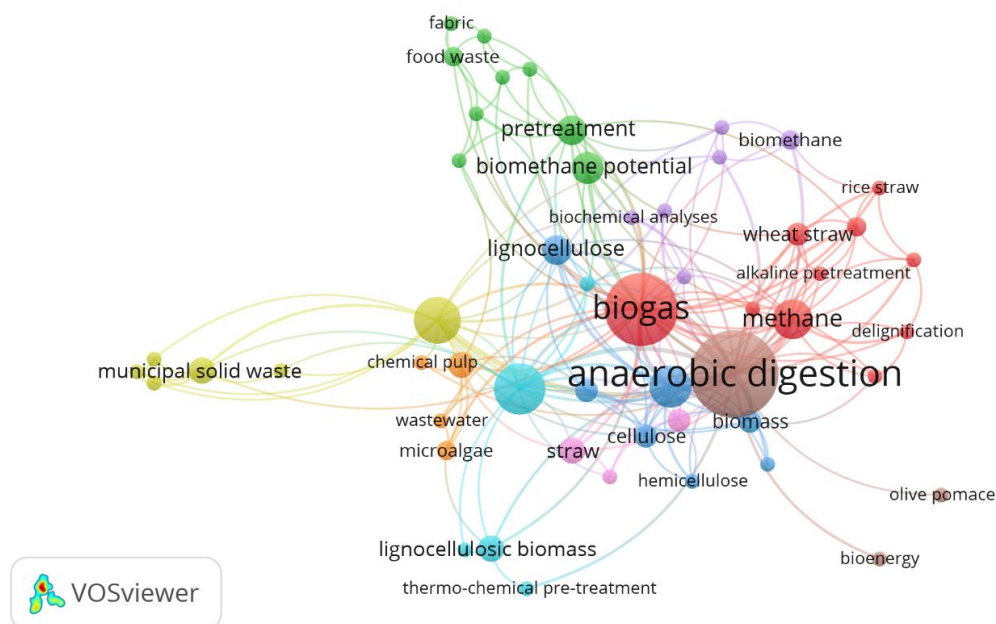 fabric
food waste
pretreatment
biomethane
biomethane potential
rice straw
biochemical analyses
wheat straw
lignocellulose
alkaline pretreatment
biogas
methane
delignification
chemical pulp
municipal solid waste
anaerobic digestion
wastewater
biomass
cellulose
microalgae
straw
hemicellulose
olive pomace
lignocellulosic biomass
bioenergy
thermo-chemical pre-treatment
VOSviewer